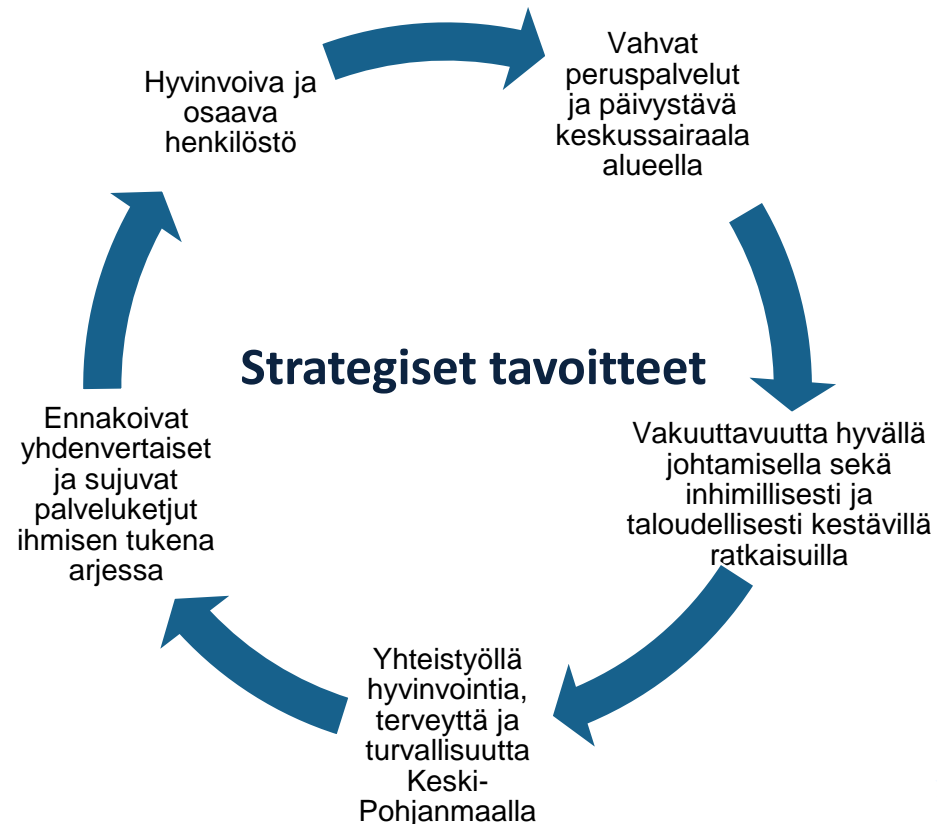 Vahvat
peruspalvelut
ja päivystävä
keskussairaala
alueella
Vakuuttavuutta hyvällä
johtamisella sekä
inhimillisesti ja
taloudellisesti kestävillä
ratkaisuilla
Yhteistyöllä
hyvinvointia,
terveyttä ja
turvallisuutta
Keski-
Pohjanmaalla
Ennakoivat
yhdenvertaiset
ja sujuvat
palveluketjut
ihmisen tukena
arjessa
Hyvinvoiva ja
osaava
henkilöstö
Strategiset tavoitteet